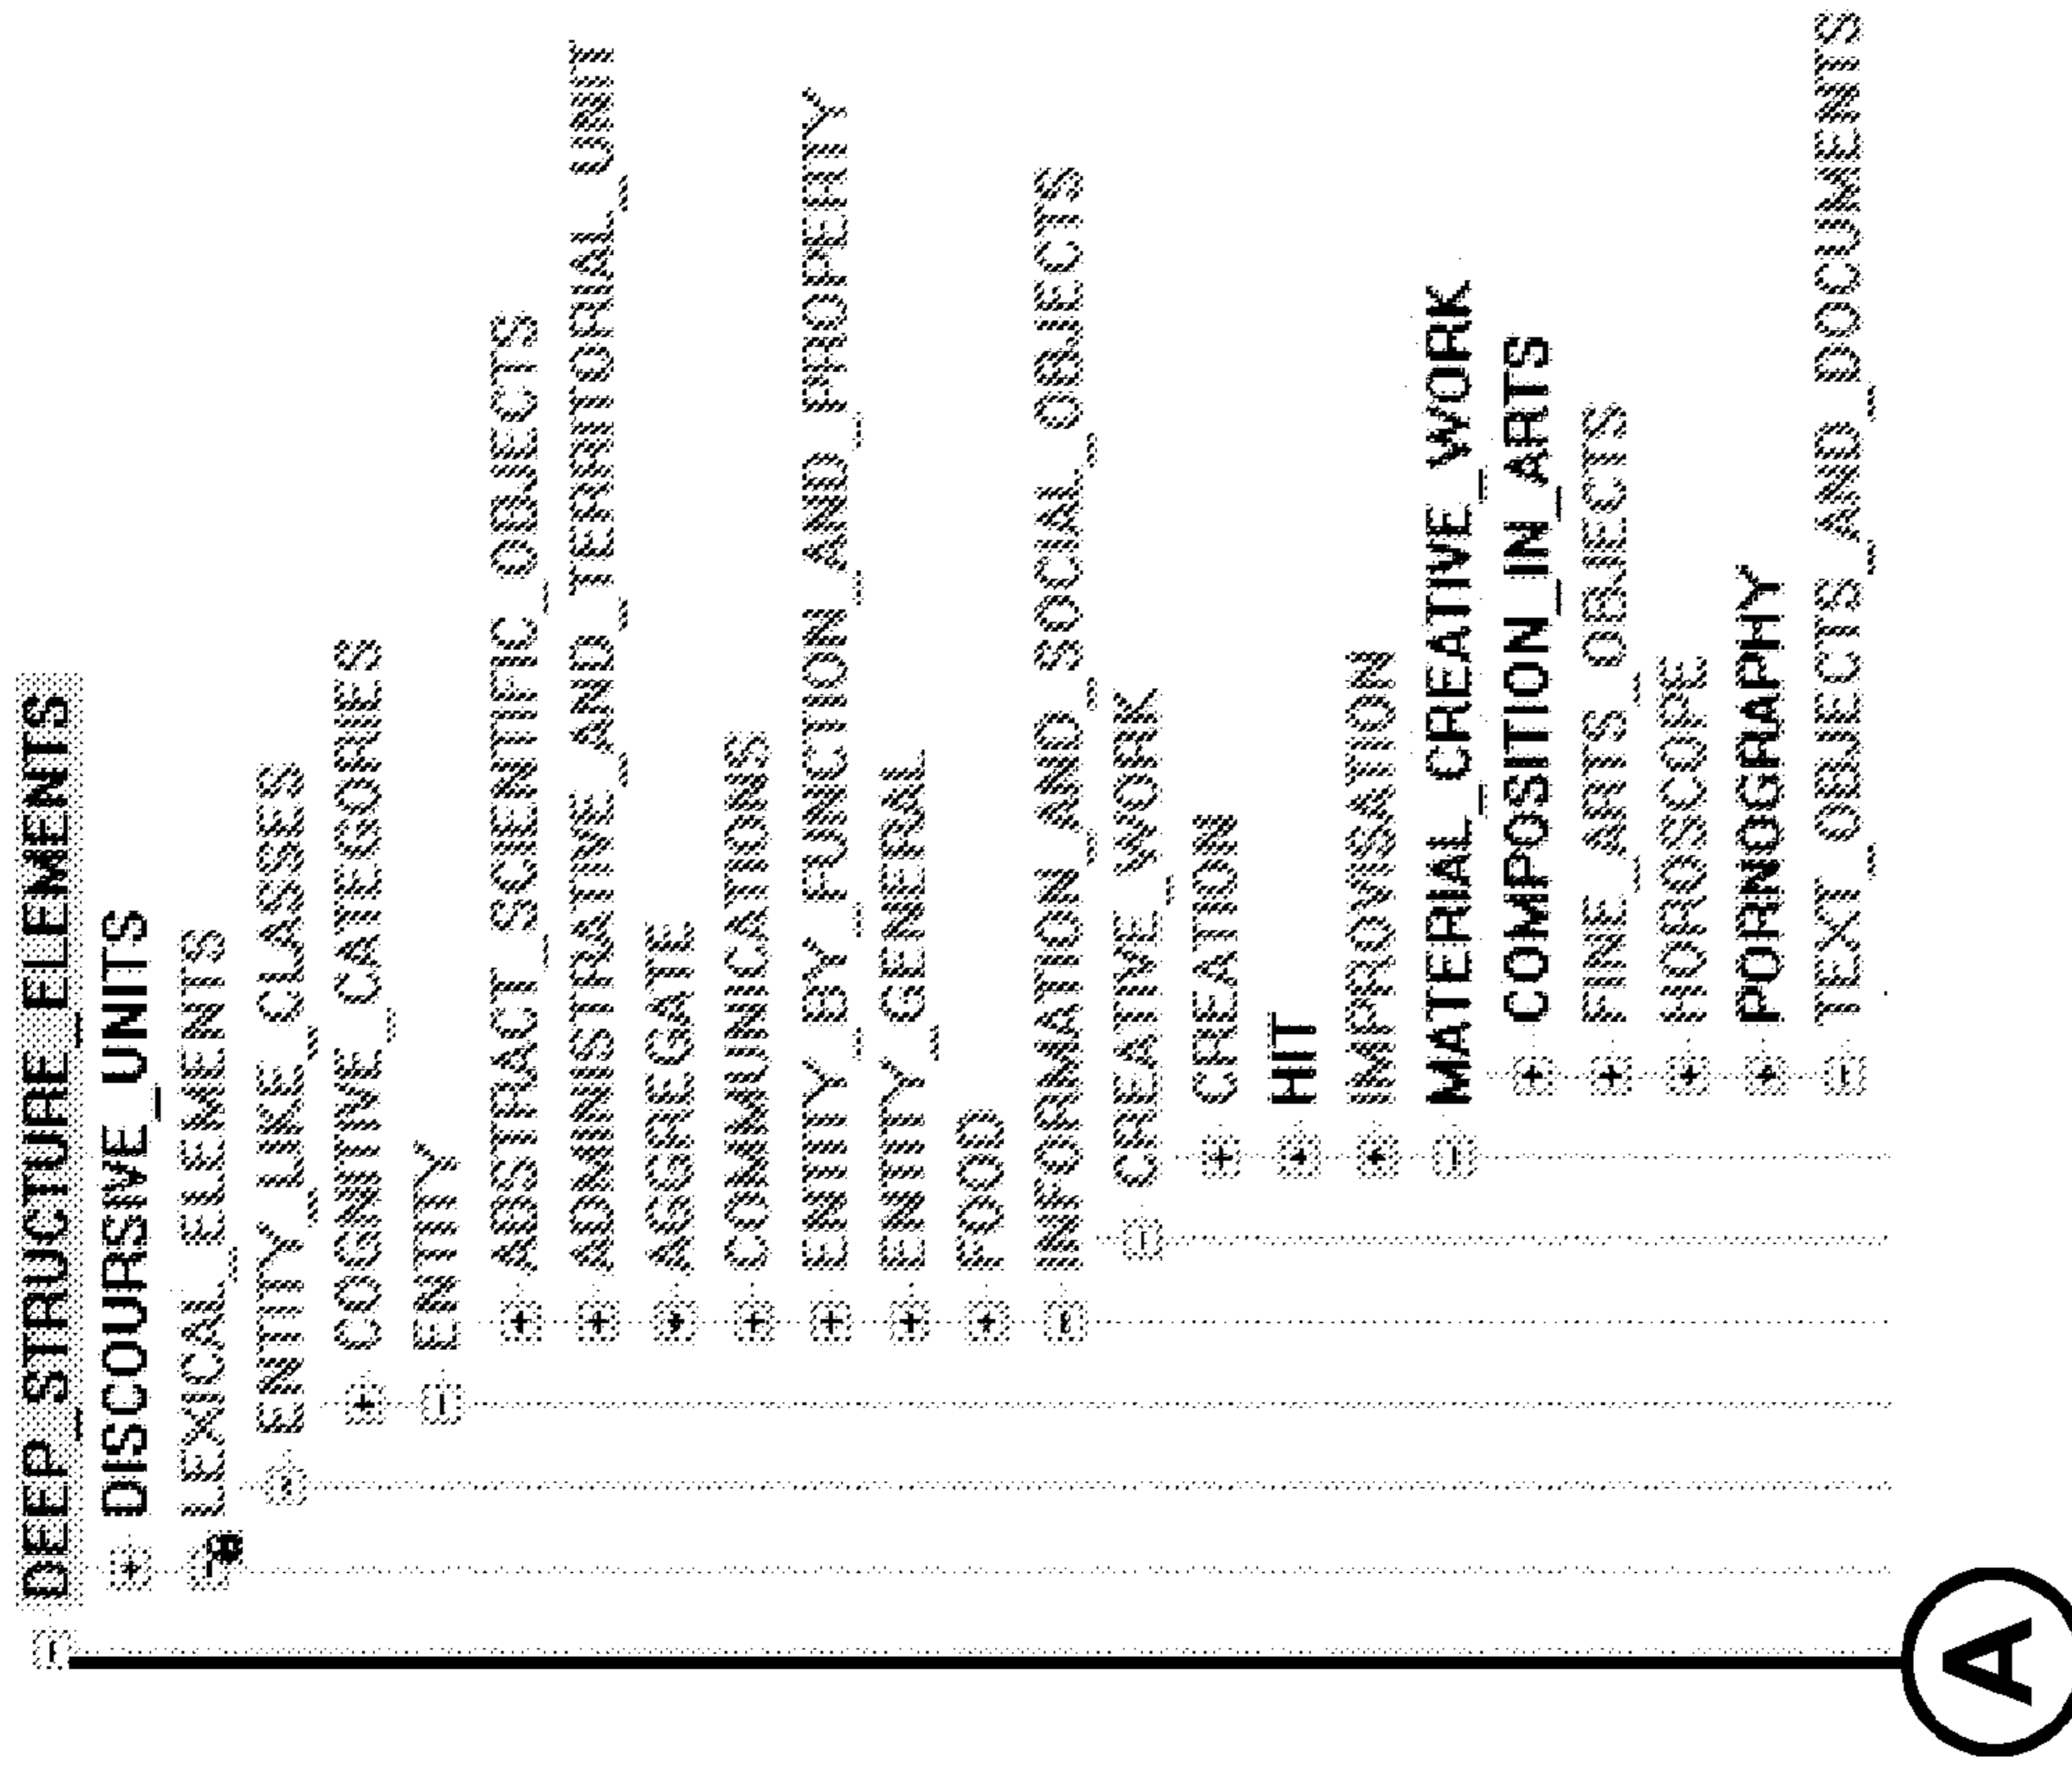 DEEP_STRUCTURE_ELEMENTS
DISCOURSIVE_UNITS
LEXICAL_ELEMENTS
ENTITY_LIKE_CLASSES
COGNITIVE_CATEGORIES
ENTITY
ABSTRACT_SCIENTIFIC_OBJECTS
ADMINISTRATIVE_AND_TERRITORIAL_UNIT
AGGREGATE
COMMUNICATIONS
ENTITY_BY_FUNCTION_AND_PROPERTY
ENTITY_GENERAL
FOOD
INFORMATION_AND_SOCIAL_OBJECTS
CREATIVE_WORK
CREATION
HIT
IMPROVISATION
MATERIAL_CREATIVE_WORK
COMPOSITION_IN_ARTS
FINE_ARTS_OBJECTS
HOROSCOPE
PORNOGRAPHY
TEXT_OBJECTS_AND_DOCUMENTS
A